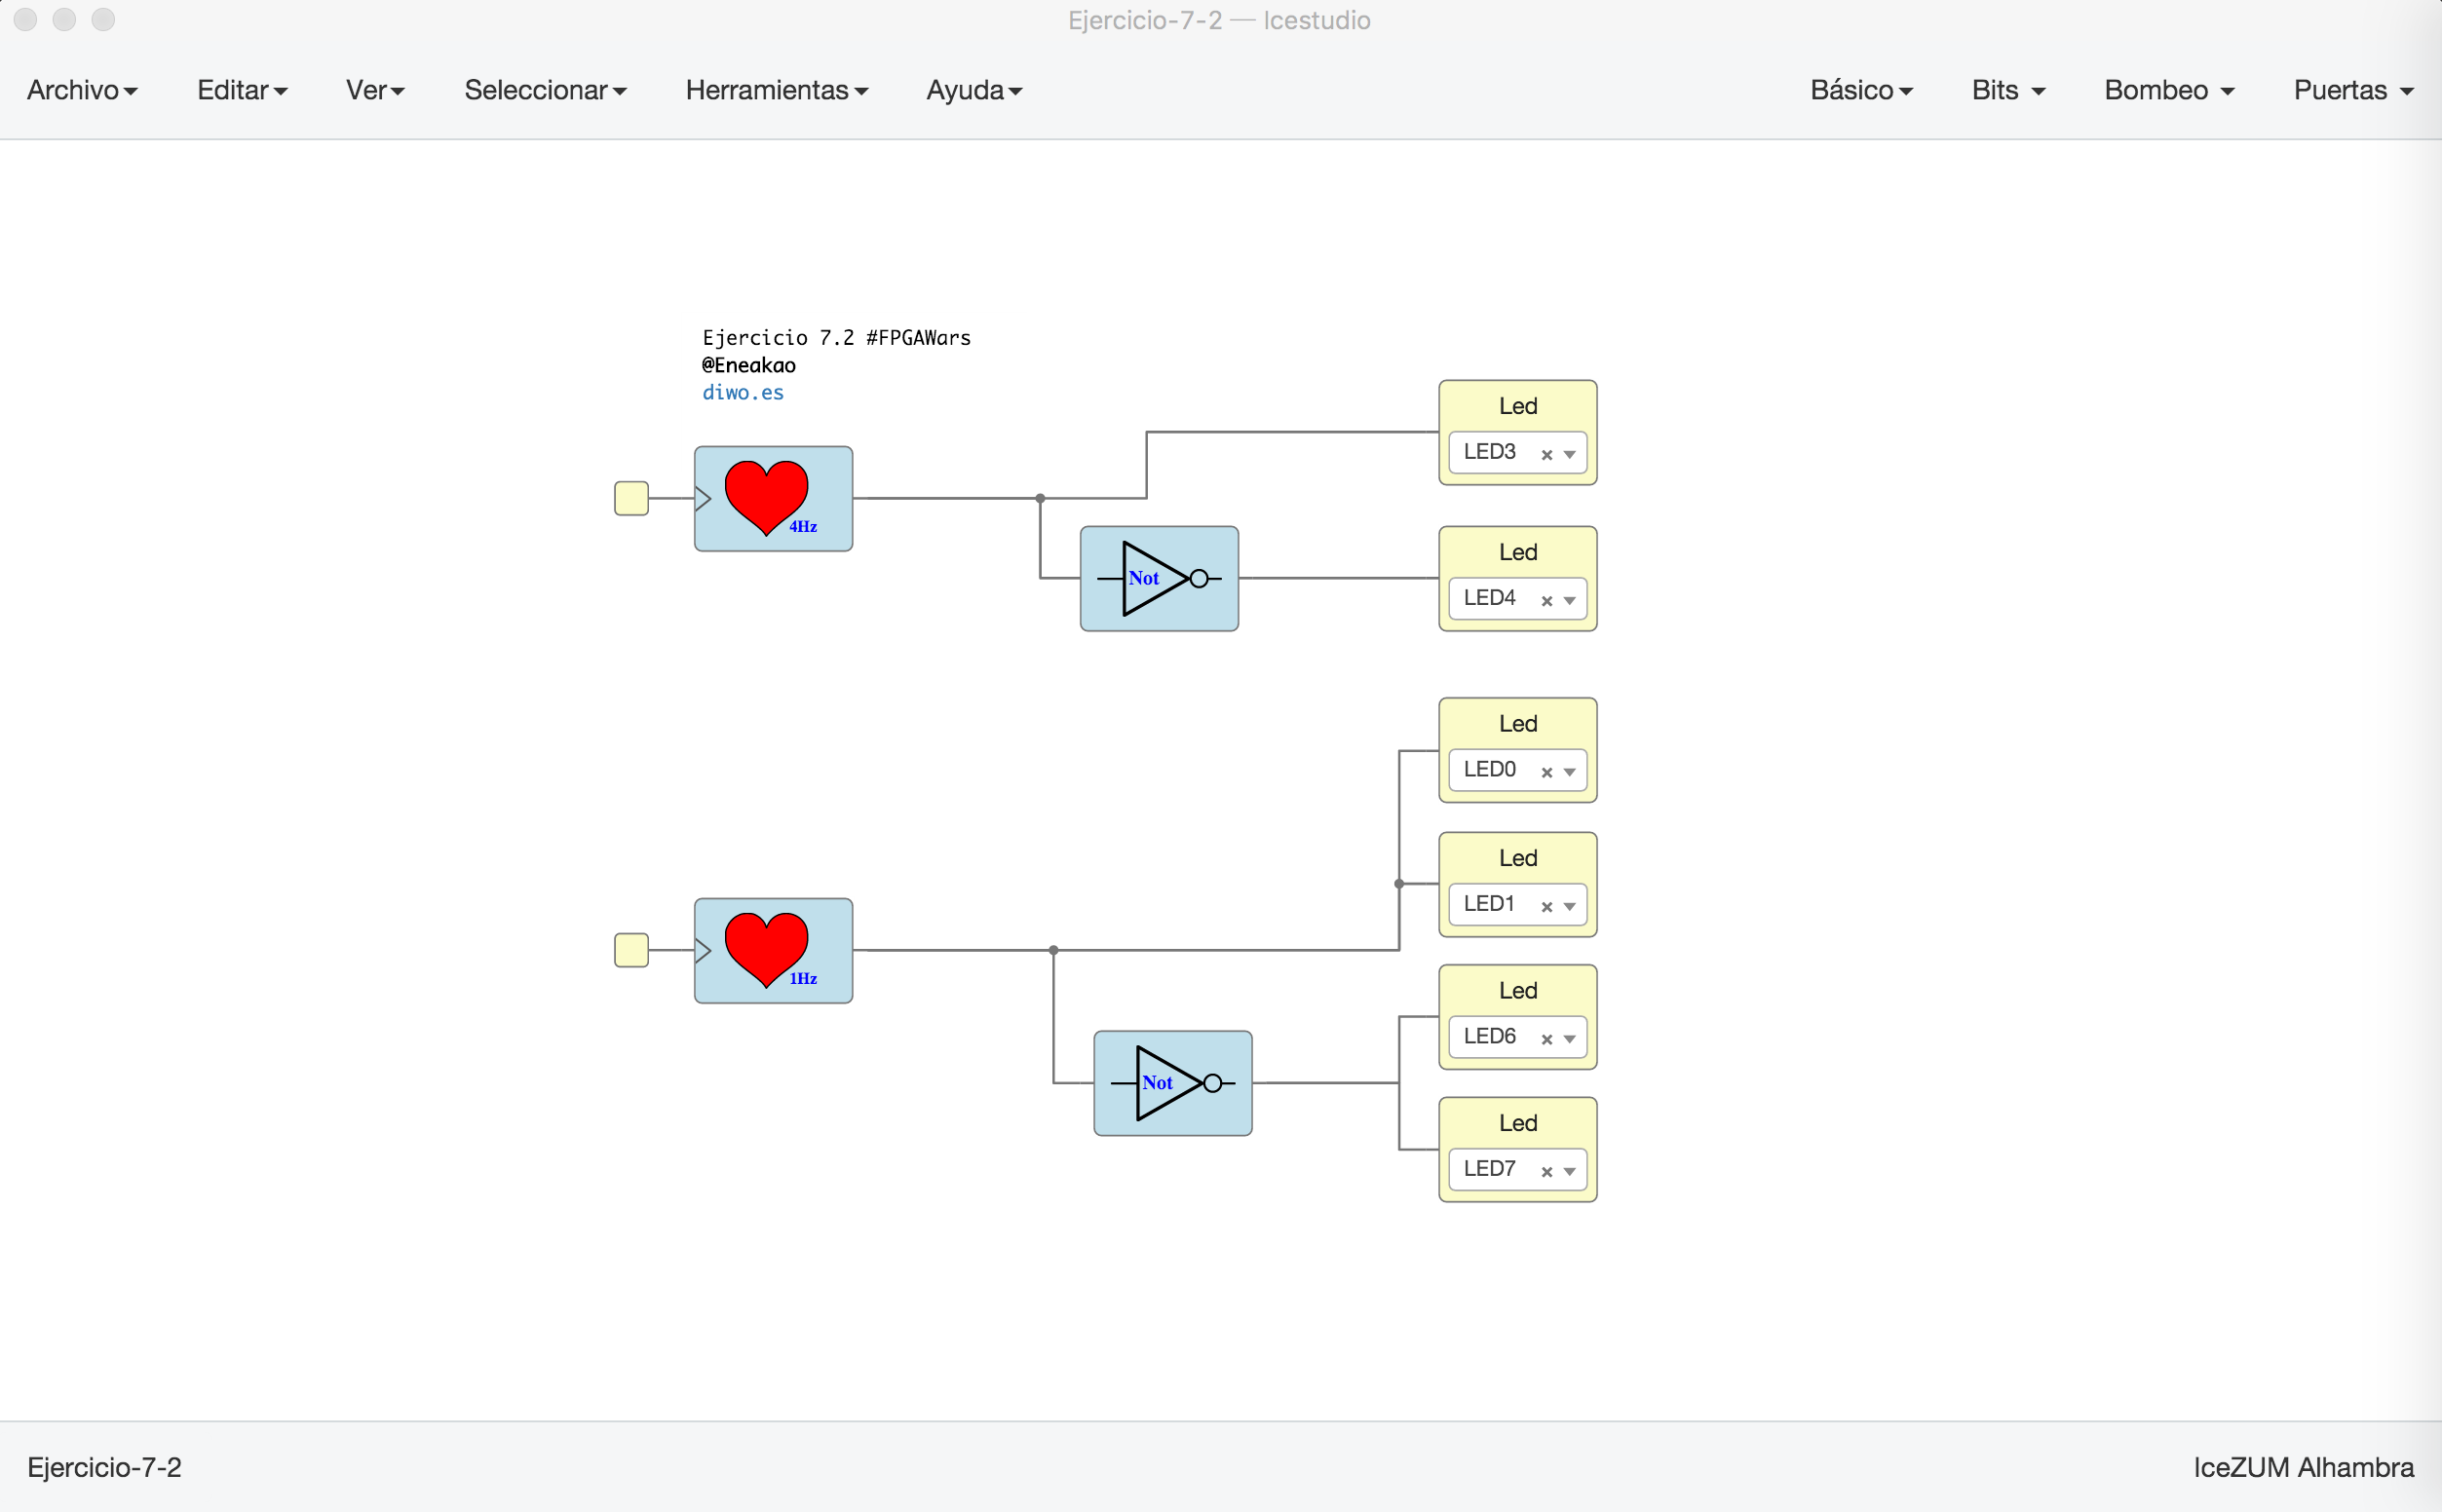 Ejercicio-7-2 — Icestudio
Archivo Editar Ver Seleccionar Herramientas Ayuda Básico Bits Bombeo Puertas
Ejercicio 7.2 #FPGAWars
@Eneakao
diwo.es
Led
LED3
4Hz
Not
Led
LED4
Led
LED0
Led
LED1
1Hz
Led
LED6
Not
Led
LED7
Ejercicio-7-2 IceZUM Alhambra